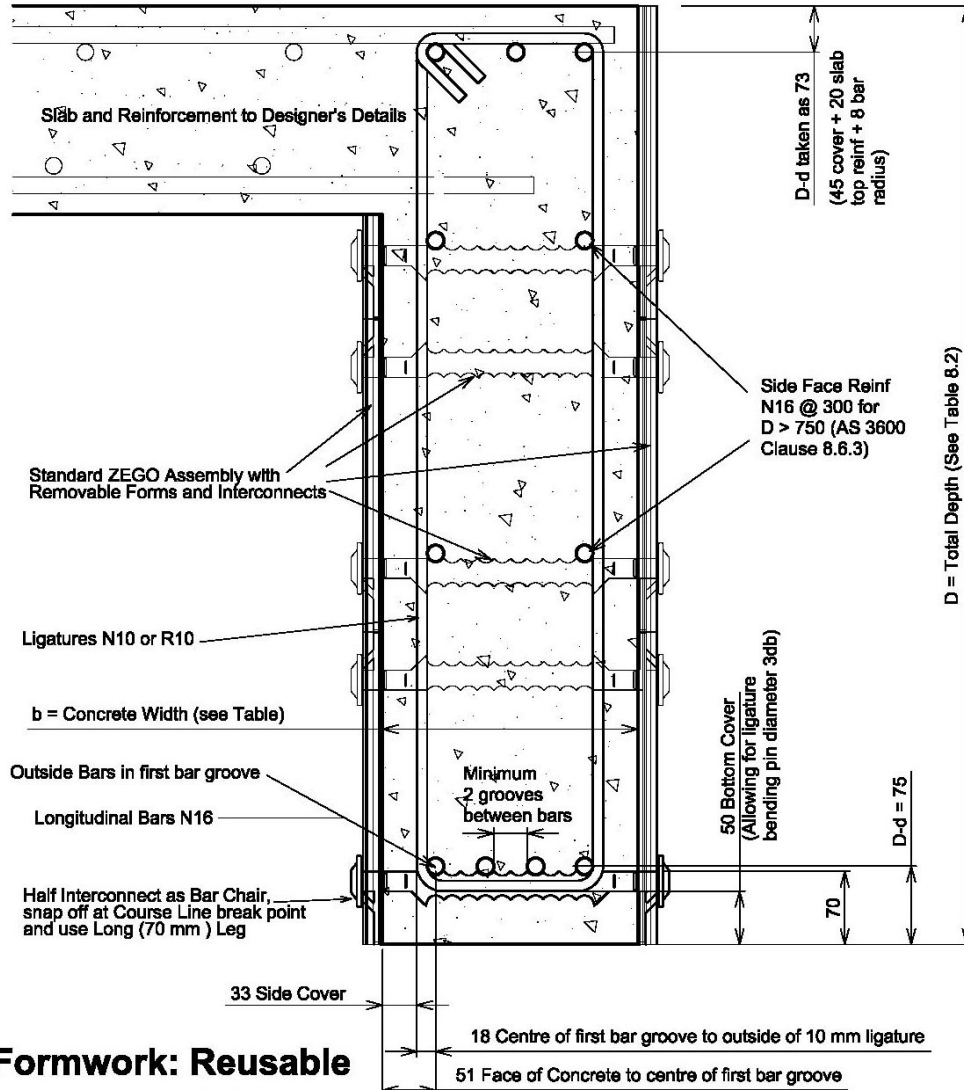 Slab and Reinforcement to Designer's Details
D-d taken as 73
(45 cover + 20 slab
top reinf + 8 bar
radius)
Side Face Reinf
N16 @ 300 for
D > 750 (AS 3600
Clause 8.6.3)
D = Total Depth (See Table 8.2)
Standard ZEGO Assembly with
Removable Forms and Interconnects
Ligatures N10 or R10
b = Concrete Width (see Table)
Outside Bars in first bar groove
Longitudinal Bars N16
Minimum
2 grooves
between bars
50 Bottom Cover
(Allowing for ligature
bending pin diameter 3db)
D-d = 75
70
Half Interconnect as Bar Chair,
snap off at Course Line break point
and use Long (70 mm ) Leg
33 Side Cover
18 Centre of first bar groove to outside of 10 mm ligature
Formwork: Reusable
51 Face of Concrete to centre of first bar groove